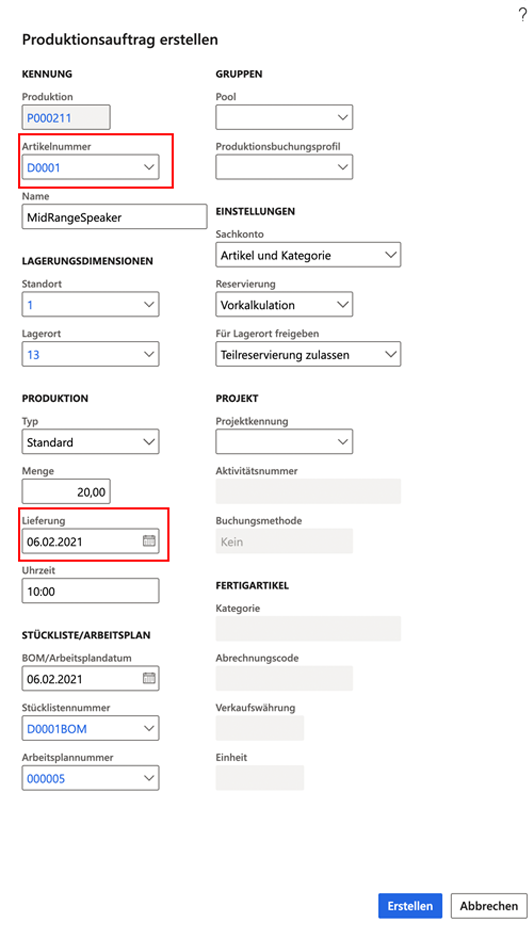 ?
Produktionsauftrag erstellen
KENNUNG
Produktion
P000211
Artikelnummer
D0001
Name
MidRangeSpeaker
LAGERUNGSDIMENSIONEN
Standort
1
Lagerort
13
PRODUKTION
Typ
Standard
Menge
20,00
Lieferung
06.02.2021
Uhrzeit
10:00
STÜCKLISTE/ARBEITSPLAN
BOM/Arbeitsplandatum
06.02.2021
Stücklistennummer
D0001BOM
Arbeitsplannummer
000005
GRUPPEN
Pool
Produktionsbuchungsprofil
EINSTELLUNGEN
Sachkonto
Artikel und Kategorie
Reservierung
Vorkalkulation
Für Lagerort freigeben
Teilreservierung zulassen
PROJEKT
Projektkennung
Aktivitätsnummer
Buchungsmethode
Kein
FERTIGARTIKEL
Kategorie
Abrechnungscode
Verkaufswährung
Einheit
Erstellen
Abbrechen